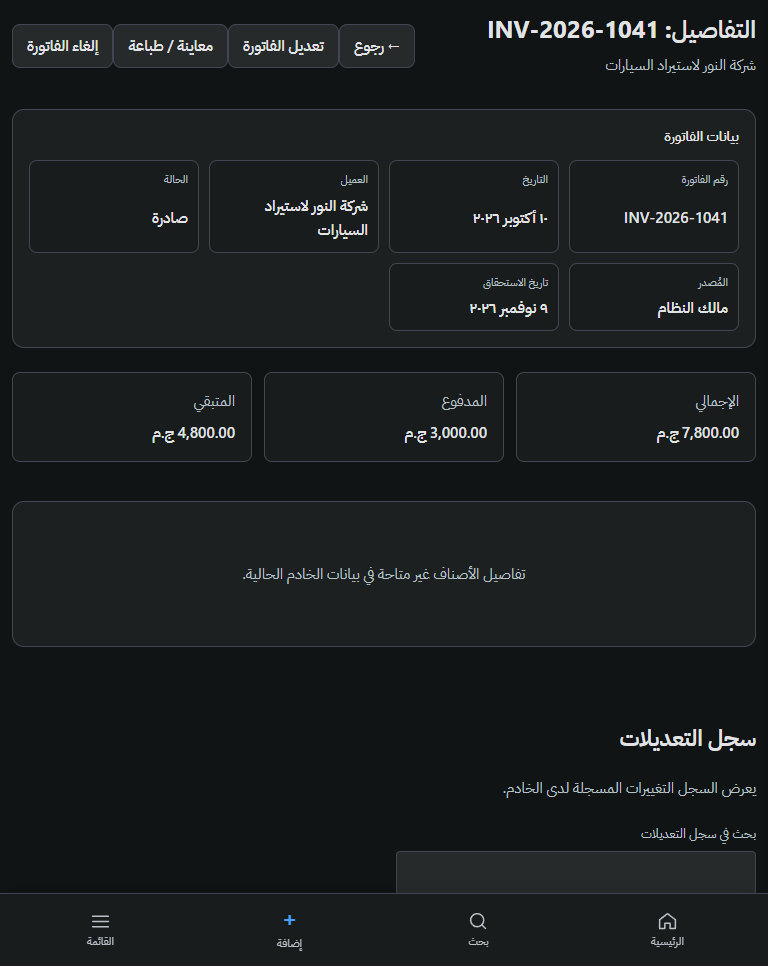 التفاصيل: INV-2026-1041
شركة النور لاستيراد السيارات
← رجوع
تعديل الفاتورة
معاينة / طباعة
إلغاء الفاتورة
بيانات الفاتورة
رقم الفاتورة
INV-2026-1041
التاريخ
١٠ أكتوبر ٢٠٢٦
العميل
شركة النور لاستيراد
السيارات
الحالة
صادرة
المُصدر
مالك النظام
تاريخ الاستحقاق
٩ نوفمبر ٢٠٢٦
الإجمالي
7,800.00 ج.م
المدفوع
3,000.00 ج.م
المتبقي
4,800.00 ج.م
تفاصيل الأصناف غير متاحة في بيانات الخادم الحالية.
سجل التعديلات
يعرض السجل التغييرات المسجلة لدى الخادم.
بحث في سجل التعديلات
الرئيسية
بحث
إضافة
القائمة